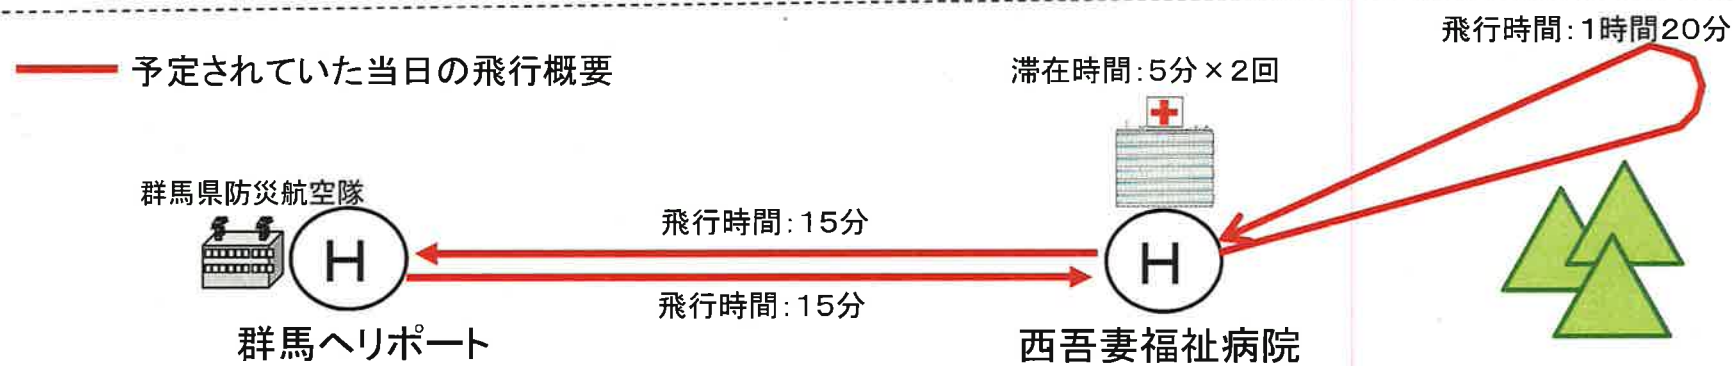 飛行時間:1時間20分
予定されていた当日の飛行概要
滞在時間:5分×2回
群馬県防災航空隊
飛行時間:15分
H
H
飛行時間:15分
群馬ヘリポート
西吾妻福祉病院